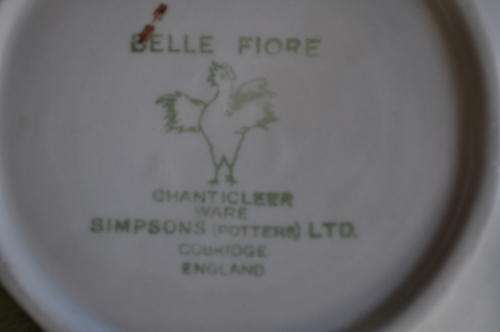 BELLE FIORE
CHANTICLEER
WARE
SIMPSONS (POTTERS) LTD.
COBRIDGE
ENGLAND